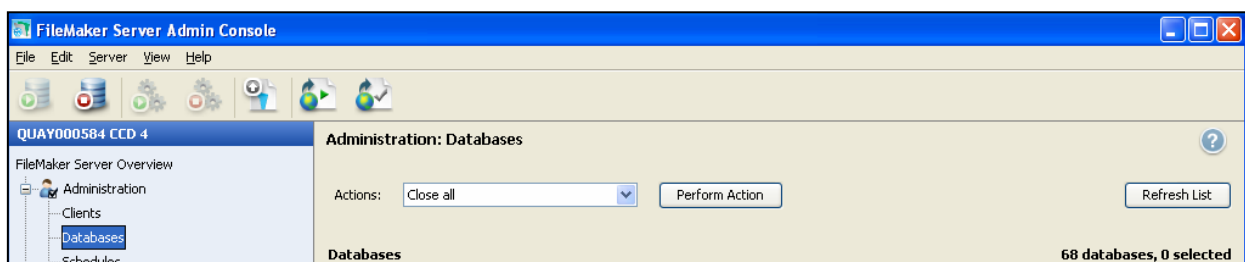 FileMaker Server Admin Console
File Edit Server View Help
QUAY000584 CCD 4
FileMaker Server Overview
Administration
Clients
Databases
Schedules
Administration: Databases
?
Actions: Close all Perform Action Refresh List
Databases 68 databases, 0 selected